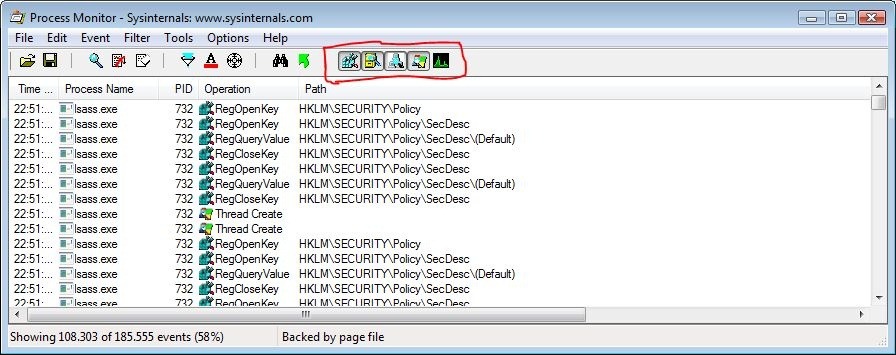 Process Monitor - Sysinternals: www.sysinternals.com
File Edit Event Filter Tools Options Help
Time ... Process Name PID Operation Path
22:51:... lsass.exe 732 RegOpenKey HKLM\SECURITY\Policy
22:51:... lsass.exe 732 RegOpenKey HKLM\SECURITY\Policy\SecDesc
22:51:... lsass.exe 732 RegQueryValue HKLM\SECURITY\Policy\SecDesc\(Default)
22:51:... lsass.exe 732 RegCloseKey HKLM\SECURITY\Policy\SecDesc
22:51:... lsass.exe 732 RegOpenKey HKLM\SECURITY\Policy\SecDesc
22:51:... lsass.exe 732 RegQueryValue HKLM\SECURITY\Policy\SecDesc\(Default)
22:51:... lsass.exe 732 RegCloseKey HKLM\SECURITY\Policy\SecDesc
22:51:... lsass.exe 732 Thread Create
22:51:... lsass.exe 732 Thread Create
22:51:... lsass.exe 732 RegOpenKey HKLM\SECURITY\Policy
22:51:... lsass.exe 732 RegOpenKey HKLM\SECURITY\Policy\SecDesc
22:51:... lsass.exe 732 RegQueryValue HKLM\SECURITY\Policy\SecDesc\(Default)
22:51:... lsass.exe 732 RegCloseKey HKLM\SECURITY\Policy\SecDesc
22:51:... lsass.exe 732 RegOpenKey HKLM\SECURITY\Policy\SecDesc
Showing 108.303 of 185.555 events (58%) Backed by page file